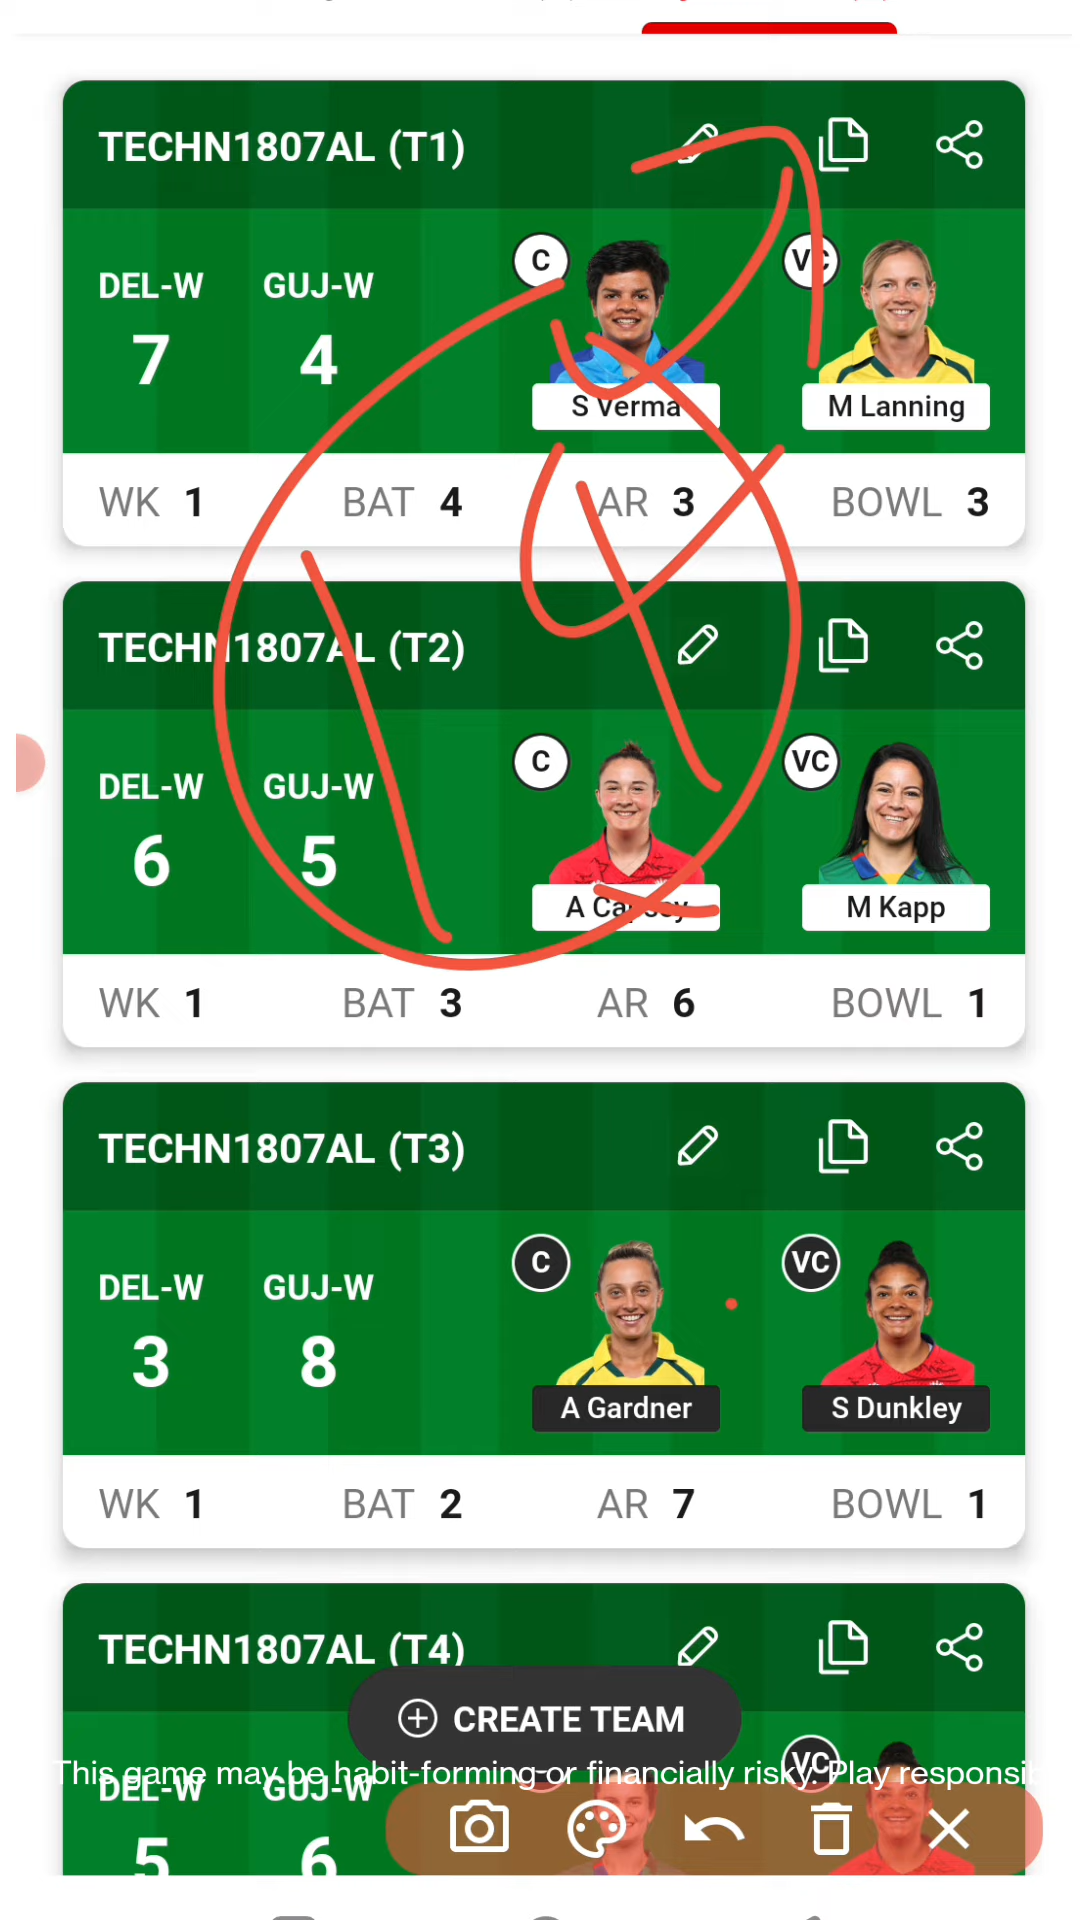 TECHN1807AL (T1)
DEL-W GUJ-W C VC
7 4
S Verma M Lanning
WK 1 BAT 4 AR 3 BOWL 3
TECHN1807AL (T2)
DEL-W GUJ-W C VC
6 5
A Capsey M Kapp
WK 1 BAT 3 AR 6 BOWL 1
TECHN1807AL (T3)
DEL-W GUJ-W C VC
3 8
A Gardner S Dunkley
WK 1 BAT 2 AR 7 BOWL 1
TECHN1807AL (T4)
CREATE TEAM
This game may be habit-forming or financially risky. Play responsib
DEL-W GUJ-W VC
5 6